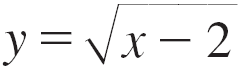 y = √(x − 2)